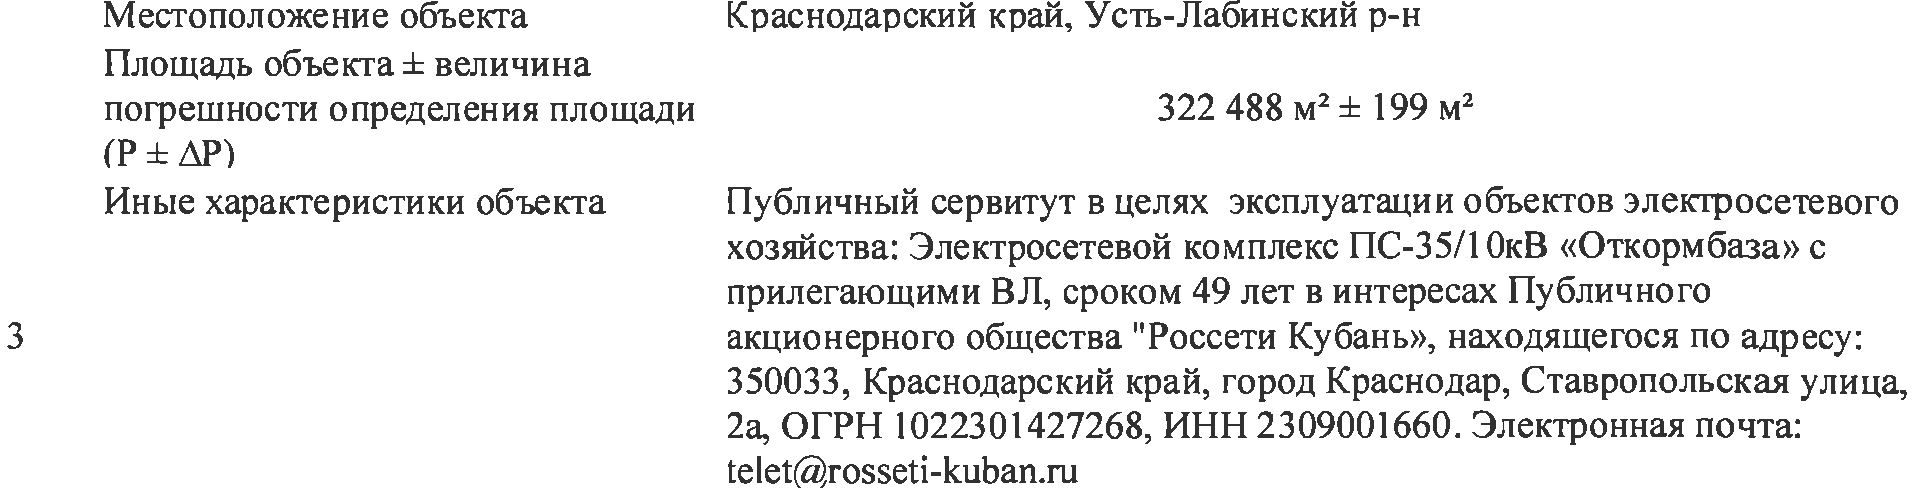 Местоположение объекта Краснодарский край, Усть-Лабинский р-н
Площадь объекта ± величина
погрешности определения площади 322 488 м² ± 199 м²
(Р ± ΔР)
Иные характеристики объекта Публичный сервитут в целях эксплуатации объектов электросетевого
хозяйства: Электросетевой комплекс ПС-35/10кВ «Откормбаза» с
прилегающими ВЛ, сроком 49 лет в интересах Публичного
3 акционерного общества "Россети Кубань», находящегося по адресу:
350033, Краснодарский край, город Краснодар, Ставропольская улица,
2а, ОГРН 1022301427268, ИНН 2309001660. Электронная почта:
telet@rosseti-kuban.ru